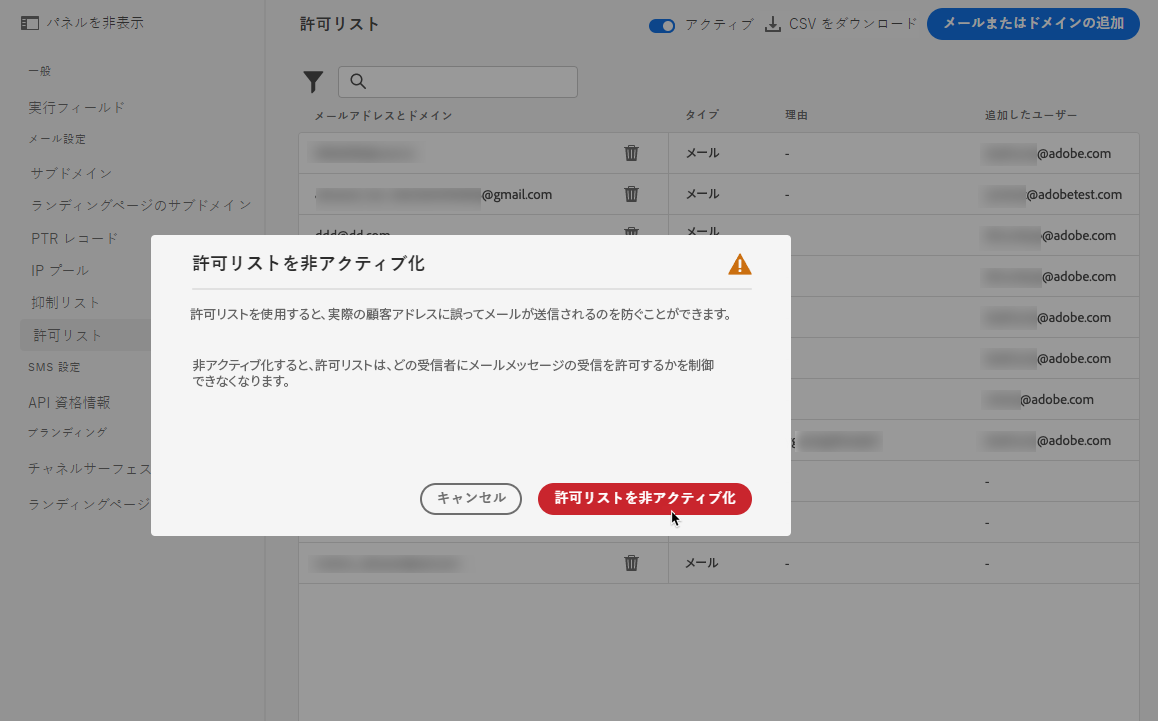 パネルを非表示
一般
実行フィールド
メール設定
サブドメイン
ランディングページのサブドメイン
PTR レコード
IP プール
抑制リスト
許可リスト
SMS 設定
API 資格情報
ブランディング
チャネルサーフェス
ランディングページ
許可リスト
アクティブ
CSV をダウンロード
メールまたはドメインの追加
メールアドレスとドメイン タイプ 理由 追加したユーザー
メール - @adobe.com
@gmail.com メール - @adobetest.com
ddd@dd.com メール @adobe.com
@adobe.com
@adobe.com
@adobe.com
@adobe.com
@adobe.com
-
-
メール - -
許可リストを非アクティブ化
許可リストを使用すると、実際の顧客アドレスに誤ってメールが送信されるのを防ぐことができます。
非アクティブ化すると、許可リストは、どの受信者にメールメッセージの受信を許可するかを制御
できなくなります。
キャンセル
許可リストを非アクティブ化